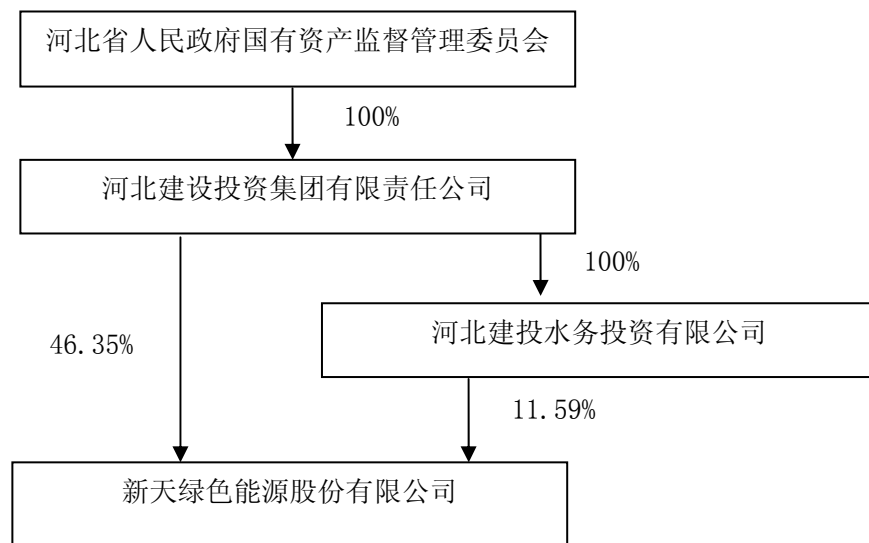 河北省人民政府国有资产监督管理委员会
100%
河北建设投资集团有限责任公司
100%
46.35%
河北建投水务投资有限公司
11.59%
新天绿色能源股份有限公司